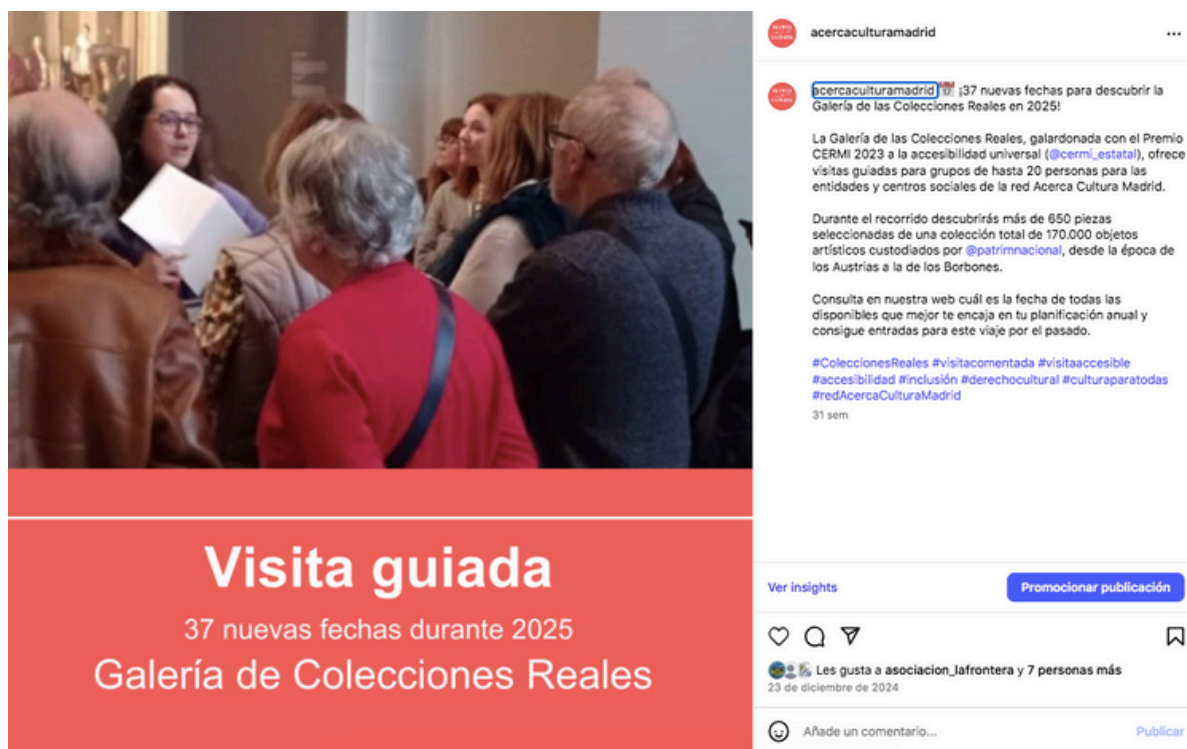 Visita guiada
37 nuevas fechas durante 2025
Galería de Colecciones Reales
acercaculturamadrid
acercaculturamadrid 📅 ¡37 nuevas fechas para descubrir la
Galería de las Colecciones Reales en 2025!
La Galería de las Colecciones Reales, galardonada con el Premio
CERMI 2023 a la accesibilidad universal (@cermi_estatal), ofrece
visitas guiadas para grupos de hasta 20 personas para las
entidades y centros sociales de la red Acerca Cultura Madrid.
Durante el recorrido descubrirás más de 650 piezas
seleccionadas de una colección total de 170.000 objetos
artísticos custodiados por @patrimnacional, desde la época de
los Austrias a la de los Borbones.
Consulta en nuestra web cuál es la fecha de todas las
disponibles que mejor te encaja en tu planificación anual y
consigue entradas para este viaje por el pasado.
#ColeccionesReales #visitacomentada #visitaaccesible
#accesibilidad #inclusión #derechocultural #culturaparatodas
#redAcercaCulturaMadrid
31 sem
Ver insights
Promocionar publicación
Les gusta a asociacion_lafrontera y 7 personas más
23 de diciembre de 2024
Añade un comentario...
Publicar